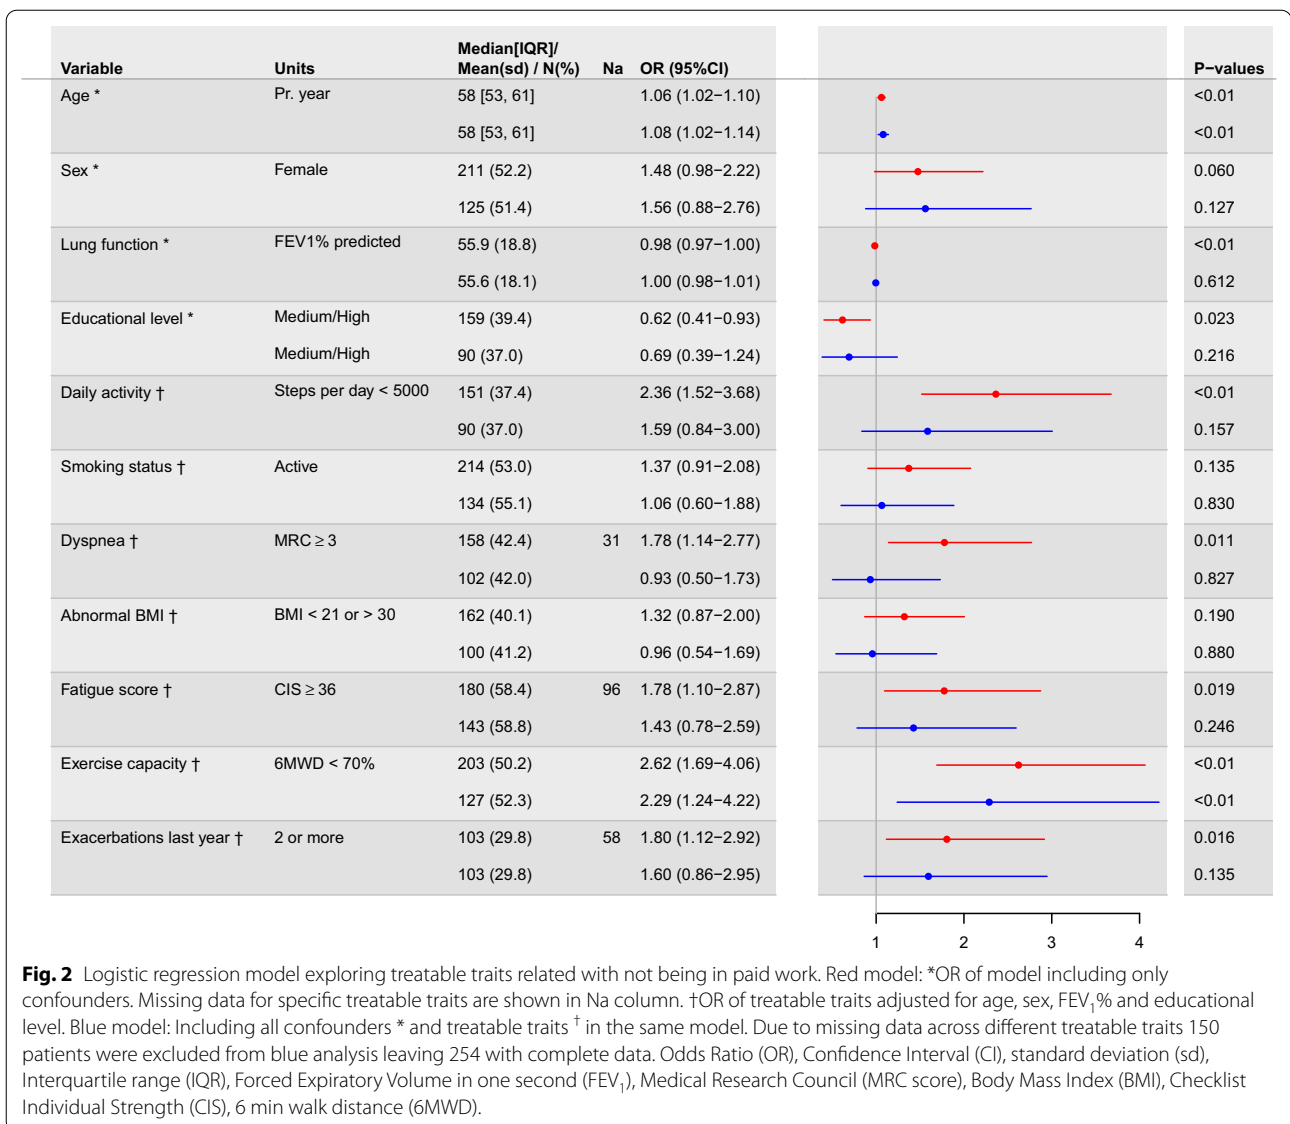 Variable Units Median[IQR]/ Mean(sd) / N(%) Na OR (95%CI) P−values
Age * Pr. year 58 [53, 61] 1.06 (1.02−1.10) <0.01
58 [53, 61] 1.08 (1.02−1.14) <0.01
Sex * Female 211 (52.2) 1.48 (0.98−2.22) 0.060
125 (51.4) 1.56 (0.88−2.76) 0.127
Lung function * FEV1% predicted 55.9 (18.8) 0.98 (0.97−1.00) <0.01
55.6 (18.1) 1.00 (0.98−1.01) 0.612
Educational level * Medium/High 159 (39.4) 0.62 (0.41−0.93) 0.023
Medium/High 90 (37.0) 0.69 (0.39−1.24) 0.216
Daily activity † Steps per day < 5000 151 (37.4) 2.36 (1.52−3.68) <0.01
90 (37.0) 1.59 (0.84−3.00) 0.157
Smoking status † Active 214 (53.0) 1.37 (0.91−2.08) 0.135
134 (55.1) 1.06 (0.60−1.88) 0.830
Dyspnea † MRC ≥ 3 158 (42.4) 31 1.78 (1.14−2.77) 0.011
102 (42.0) 0.93 (0.50−1.73) 0.827
Abnormal BMI † BMI < 21 or > 30 162 (40.1) 1.32 (0.87−2.00) 0.190
100 (41.2) 0.96 (0.54−1.69) 0.880
Fatigue score † CIS ≥ 36 180 (58.4) 96 1.78 (1.10−2.87) 0.019
143 (58.8) 1.43 (0.78−2.59) 0.246
Exercise capacity † 6MWD < 70% 203 (50.2) 2.62 (1.69−4.06) <0.01
127 (52.3) 2.29 (1.24−4.22) <0.01
Exacerbations last year † 2 or more 103 (29.8) 58 1.80 (1.12−2.92) 0.016
103 (29.8) 1.60 (0.86−2.95) 0.135
1 2 3 4
Fig. 2 Logistic regression model exploring treatable traits related with not being in paid work. Red model: *OR of model including only
confounders. Missing data for specific treatable traits are shown in Na column. †OR of treatable traits adjusted for age, sex, FEV₁% and educational
level. Blue model: Including all confounders * and treatable traits † in the same model. Due to missing data across different treatable traits 150
patients were excluded from blue analysis leaving 254 with complete data. Odds Ratio (OR), Confidence Interval (CI), standard deviation (sd),
Interquartile range (IQR), Forced Expiratory Volume in one second (FEV₁), Medical Research Council (MRC score), Body Mass Index (BMI), Checklist
Individual Strength (CIS), 6 min walk distance (6MWD).